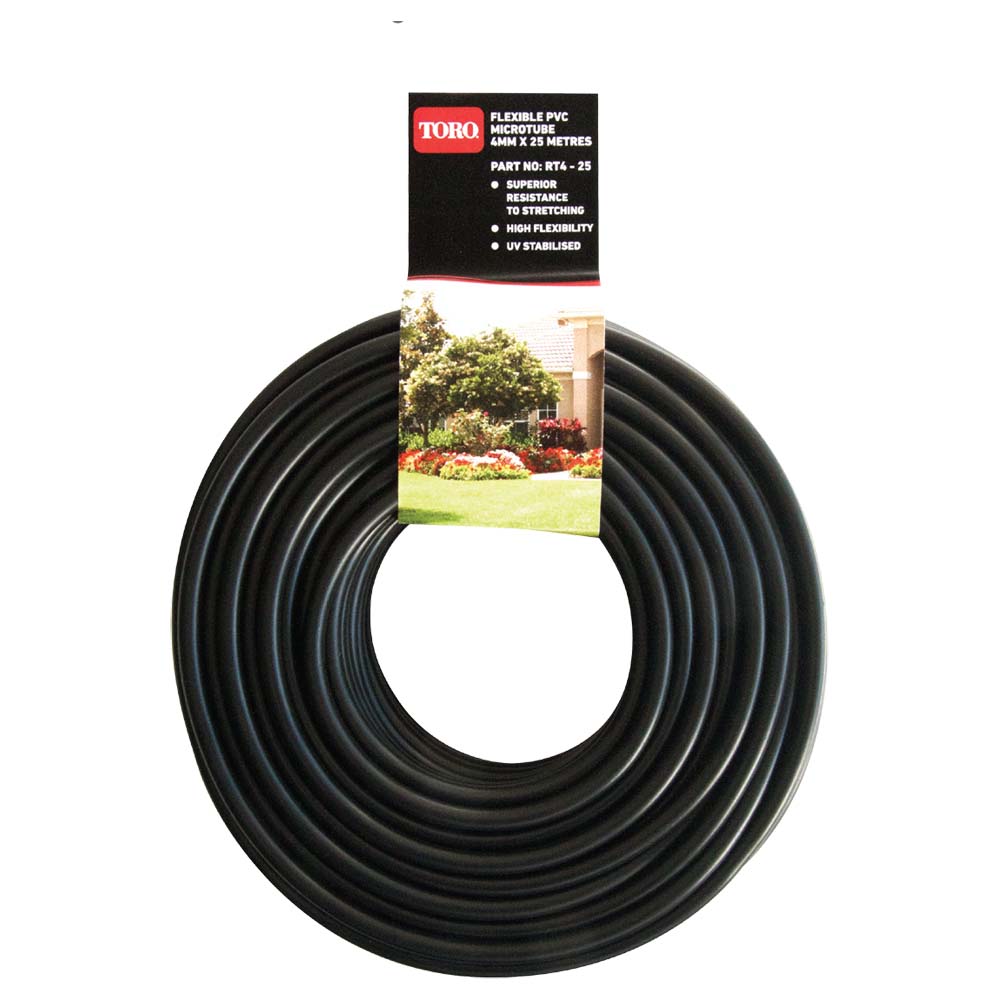 TORO
FLEXIBLE PVC
MICROTUBE
4MM X 25 METRES
PART NO: RT4 - 25
• SUPERIOR
RESISTANCE
TO STRETCHING
• HIGH FLEXIBILITY
• UV STABILISED